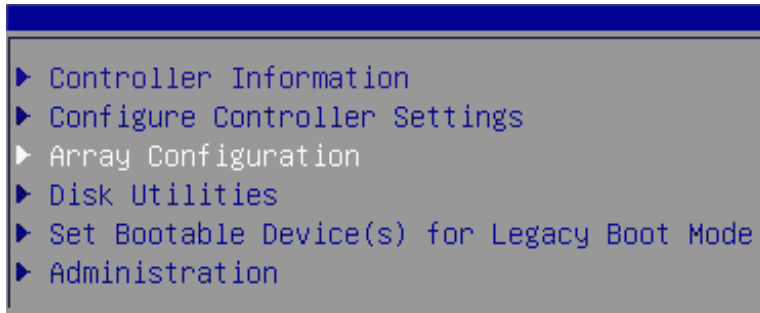 Controller Information
Configure Controller Settings
Array Configuration
Disk Utilities
Set Bootable Device(s) for Legacy Boot Mode
Administration